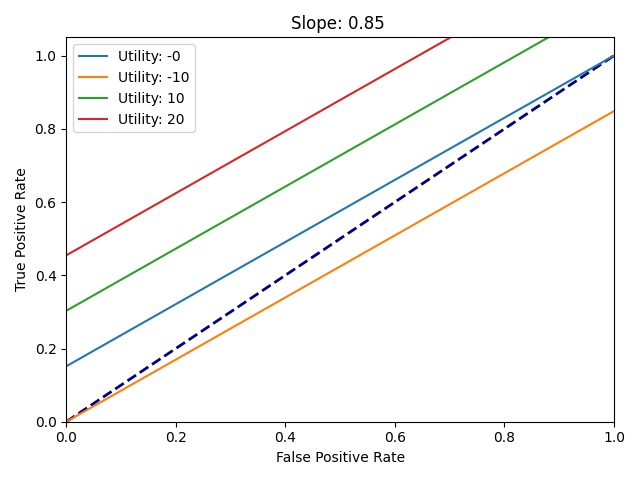 Slope: 0.85
Utility: -0
Utility: -10
Utility: 10
Utility: 20
True Positive Rate
1.0
0.8
0.6
0.4
0.2
0.0
0.0 0.2 0.4 0.6 0.8 1.0
False Positive Rate